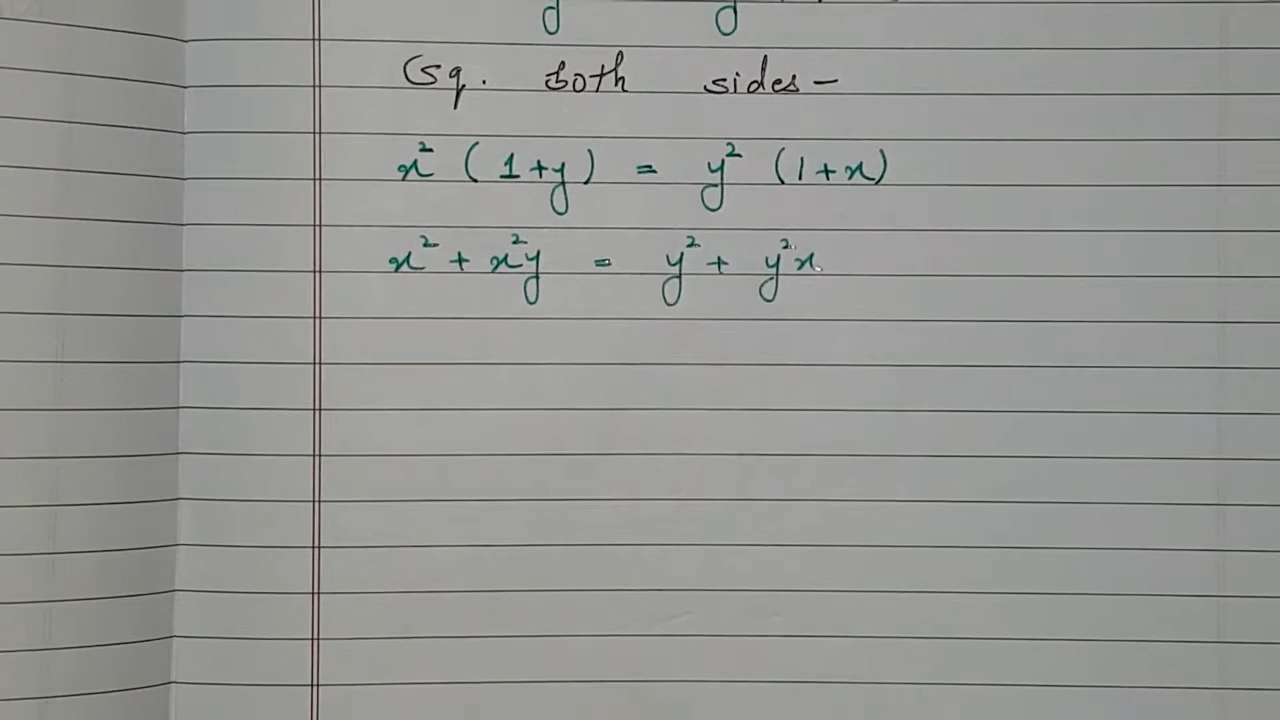 Sq. both sides -
x² (1+y) = y² (1+x)
x² + x²y = y² + y²x